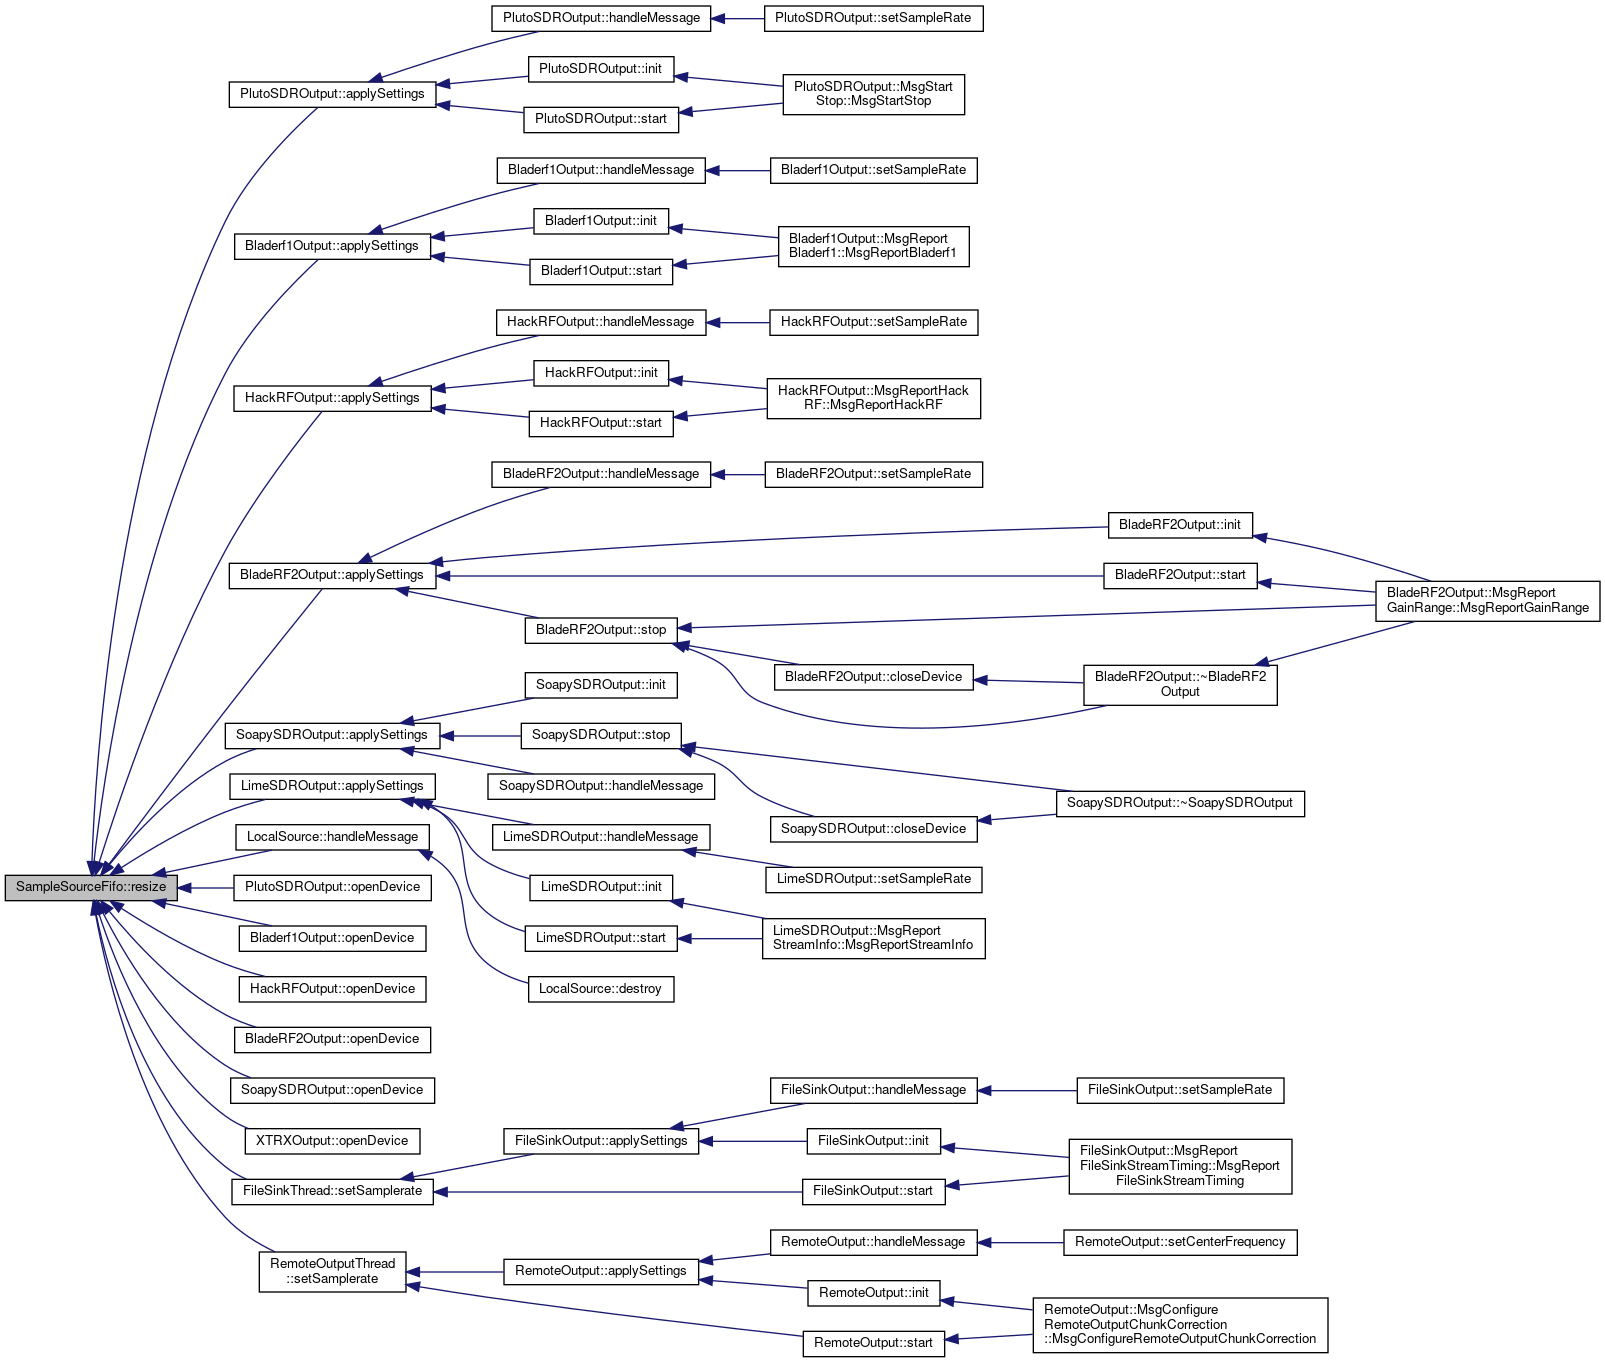 PlutoSDROutput::handleMessage
PlutoSDROutput::setSampleRate
PlutoSDROutput::init
PlutoSDROutput::applySettings
PlutoSDROutput::MsgStart
Stop::MsgStartStop
PlutoSDROutput::start
Bladerf1Output::handleMessage
Bladerf1Output::setSampleRate
Bladerf1Output::init
Bladerf1Output::applySettings
Bladerf1Output::MsgReport
Bladerf1::MsgReportBladerf1
Bladerf1Output::start
HackRFOutput::handleMessage
HackRFOutput::setSampleRate
HackRFOutput::init
HackRFOutput::applySettings
HackRFOutput::MsgReportHack
RF::MsgReportHackRF
HackRFOutput::start
BladeRF2Output::handleMessage
BladeRF2Output::setSampleRate
BladeRF2Output::init
BladeRF2Output::applySettings
BladeRF2Output::start
BladeRF2Output::MsgReport
GainRange::MsgReportGainRange
BladeRF2Output::stop
BladeRF2Output::closeDevice
BladeRF2Output::~BladeRF2
Output
SoapySDROutput::init
SoapySDROutput::applySettings
SoapySDROutput::stop
SoapySDROutput::handleMessage
SoapySDROutput::~SoapySDROutput
SoapySDROutput::closeDevice
LimeSDROutput::applySettings
LocalSource::handleMessage
LimeSDROutput::handleMessage
LimeSDROutput::setSampleRate
SampleSourceFifo::resize
PlutoSDROutput::openDevice
LimeSDROutput::init
Bladerf1Output::openDevice
LimeSDROutput::start
LimeSDROutput::MsgReport
StreamInfo::MsgReportStreamInfo
HackRFOutput::openDevice
LocalSource::destroy
BladeRF2Output::openDevice
SoapySDROutput::openDevice
XTRXOutput::openDevice
FileSinkOutput::handleMessage
FileSinkOutput::setSampleRate
FileSinkOutput::applySettings
FileSinkOutput::init
FileSinkOutput::MsgReport
FileSinkStreamTiming::MsgReport
FileSinkStreamTiming
FileSinkThread::setSamplerate
FileSinkOutput::start
RemoteOutput::handleMessage
RemoteOutput::setCenterFrequency
RemoteOutputThread
::setSamplerate
RemoteOutput::applySettings
RemoteOutput::init
RemoteOutput::MsgConfigure
RemoteOutputChunkCorrection
::MsgConfigureRemoteOutputChunkCorrection
RemoteOutput::start